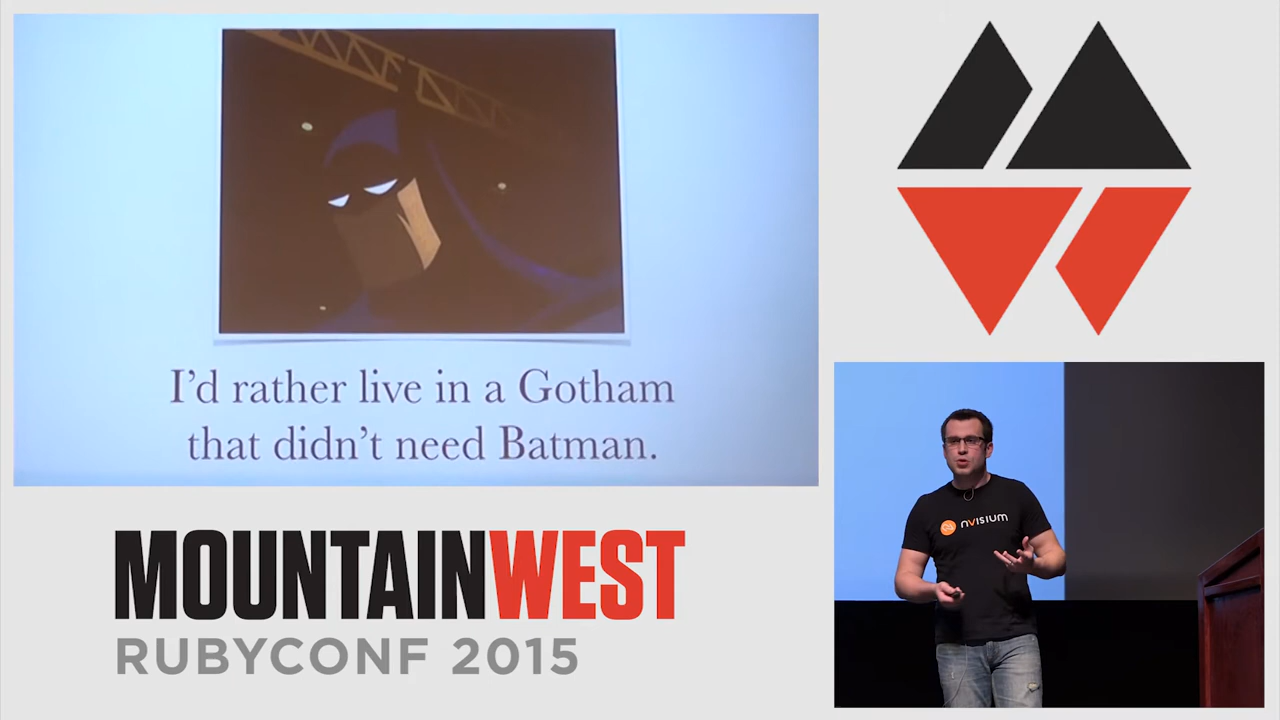 I'd rather live in a Gotham
that didn't need Batman.
MOUNTAINWEST
RUBYCONF 2015
nVISIUM